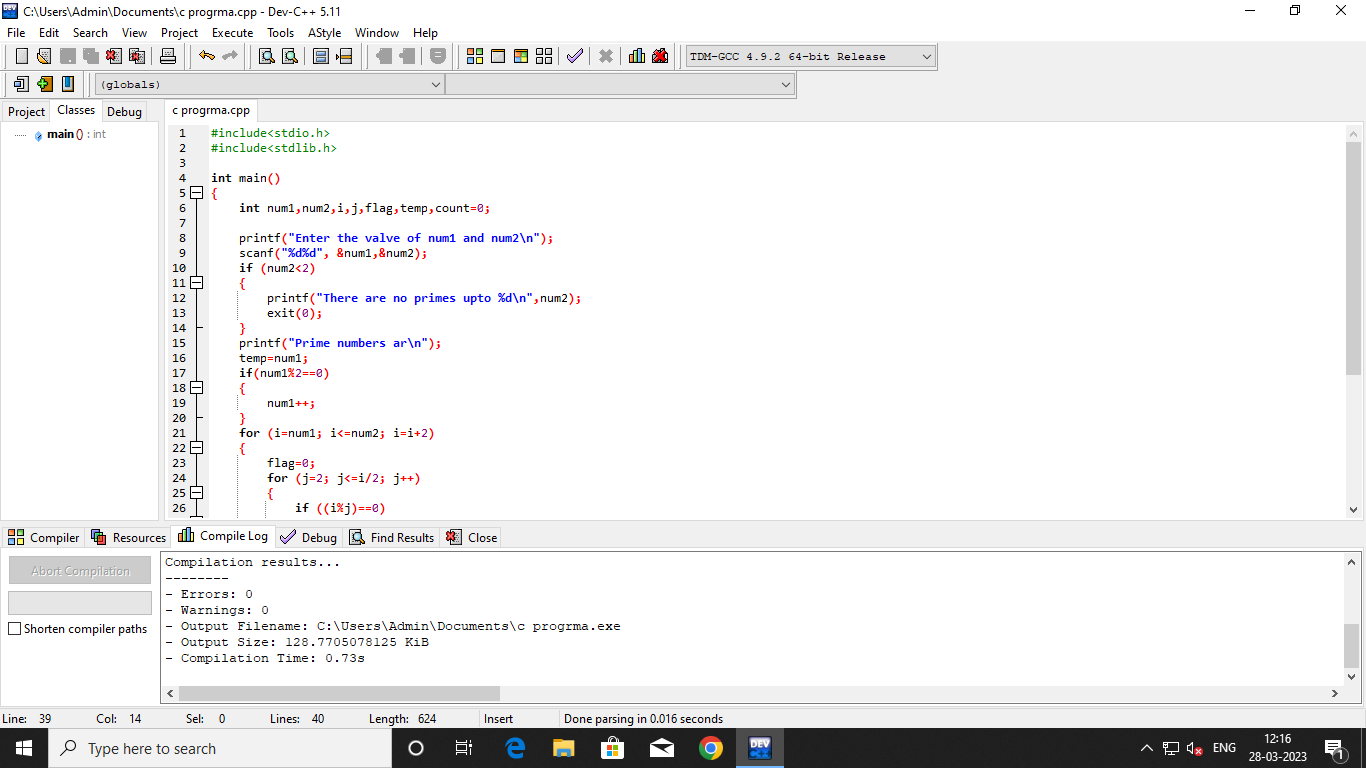 C:\Users\Admin\Documents\c progrma.cpp - Dev-C++ 5.11
File Edit Search View Project Execute Tools AStyle Window Help
TDM-GCC 4.9.2 64-bit Release
(globals)
Project Classes Debug
main () : int
c progrma.cpp
1 #include<stdio.h>
2 #include<stdlib.h>
3
4 int main()
5 {
6 int num1,num2,i,j,flag,temp,count=0;
7
8 printf("Enter the valve of num1 and num2\n");
9 scanf("%d%d", &num1,&num2);
10 if (num2<2)
11 {
12 printf("There are no primes upto %d\n",num2);
13 exit(0);
14 }
15 printf("Prime numbers ar\n");
16 temp=num1;
17 if(num1%2==0)
18 {
19 num1++;
20 }
21 for (i=num1; i<=num2; i=i+2)
22 {
23 flag=0;
24 for (j=2; j<=i/2; j++)
25 {
26 if ((i%j)==0)
Compiler Resources Compile Log Debug Find Results Close
Abort Compilation
Shorten compiler paths
Compilation results...
--------
- Errors: 0
- Warnings: 0
- Output Filename: C:\Users\Admin\Documents\c progrma.exe
- Output Size: 128.7705078125 KiB
- Compilation Time: 0.73s
Line: 39 Col: 14 Sel: 0 Lines: 40 Length: 624 Insert Done parsing in 0.016 seconds
Type here to search
DEV
ENG
12:16
28-03-2023
1